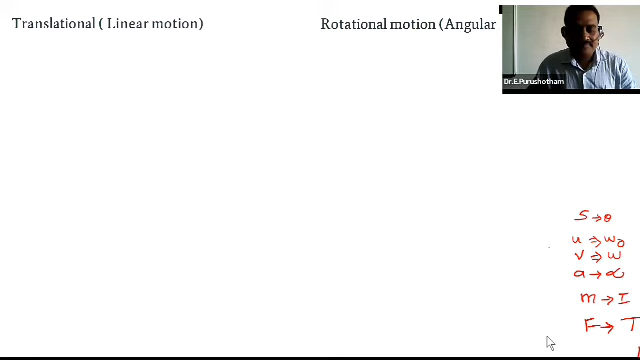 Translational ( Linear motion)
Rotational motion (Angular
Dr.E.Purushotham
S → θ
u ⇒ ω₀
v ⇒ ω
a → α
m → I
F → T